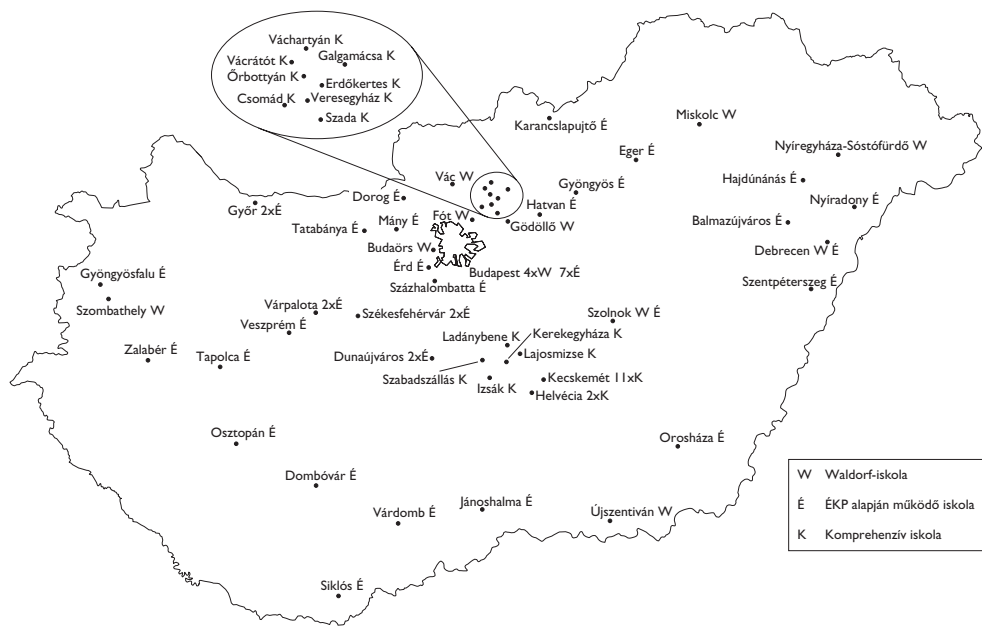 Váchartyán K
Galgamácsa K
Vácrátót K
Őrbottyán K
Erdőkertes K
Csomád K
Veresegyház K
Szada K
Karancslapujtő É
Miskolc W
Eger É
Nyíregyháza-Sóstófürdő W
Vác W
Gyöngyös É
Hajdúnánás É
Dorog É
Győr 2xÉ
Hatvan É
Nyíradony É
Mány É
Fót W
Tatabánya É
Gödöllő W
Balmazújváros É
Budaörs W
Debrecen W É
Érd É
Budapest 4xW 7xÉ
Gyöngyösfalu É
Százhalombatta É
Szentpéterszeg É
Szombathely W
Várpalota 2xÉ
Székesfehérvár 2xÉ
Szolnok W É
Veszprém É
Ladánybene K
Kerekegyháza K
Zalabér É
Tapolca É
Dunaújváros 2xÉ
Lajosmizse K
Szabadszállás K
Izsák K
Kecskemét 11xK
Helvécia 2xK
Osztopán É
Orosháza É
Dombóvár É
Jánoshalma É
Várdomb É
Újszentiván W
Siklós É
W Waldorf-iskola
É ÉKP alapján működő iskola
K Komprehenzív iskola